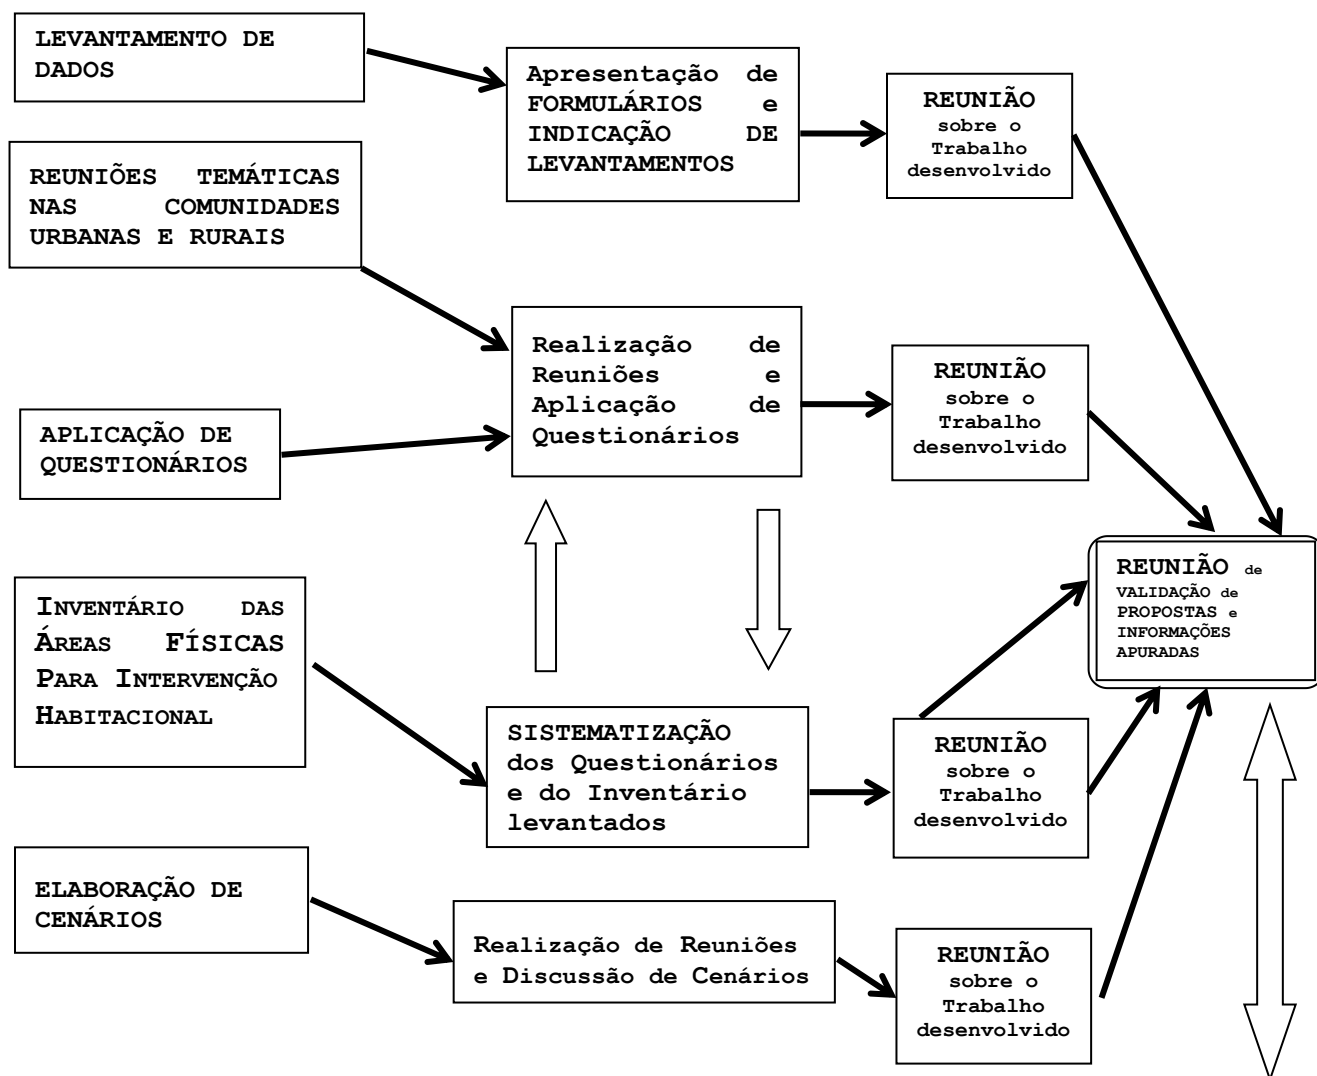 LEVANTAMENTO DE
DADOS
Apresentação de
FORMULÁRIOS e
INDICAÇÃO DE
LEVANTAMENTOS
REUNIÃO
sobre o
Trabalho
desenvolvido
REUNIÕES TEMÁTICAS
NAS COMUNIDADES
URBANAS E RURAIS
Realização de
Reuniões e
Aplicação de
Questionários
REUNIÃO
sobre o
Trabalho
desenvolvido
APLICAÇÃO DE
QUESTIONÁRIOS
REUNIÃO de
VALIDAÇÃO de
PROPOSTAS e
INFORMAÇÕES
APURADAS
INVENTÁRIO DAS
ÁREAS FÍSICAS
PARA INTERVENÇÃO
HABITACIONAL
SISTEMATIZAÇÃO
dos Questionários
e do Inventário
levantados
REUNIÃO
sobre o
Trabalho
desenvolvido
ELABORAÇÃO DE
CENÁRIOS
Realização de Reuniões
e Discussão de Cenários
REUNIÃO
sobre o
Trabalho
desenvolvido